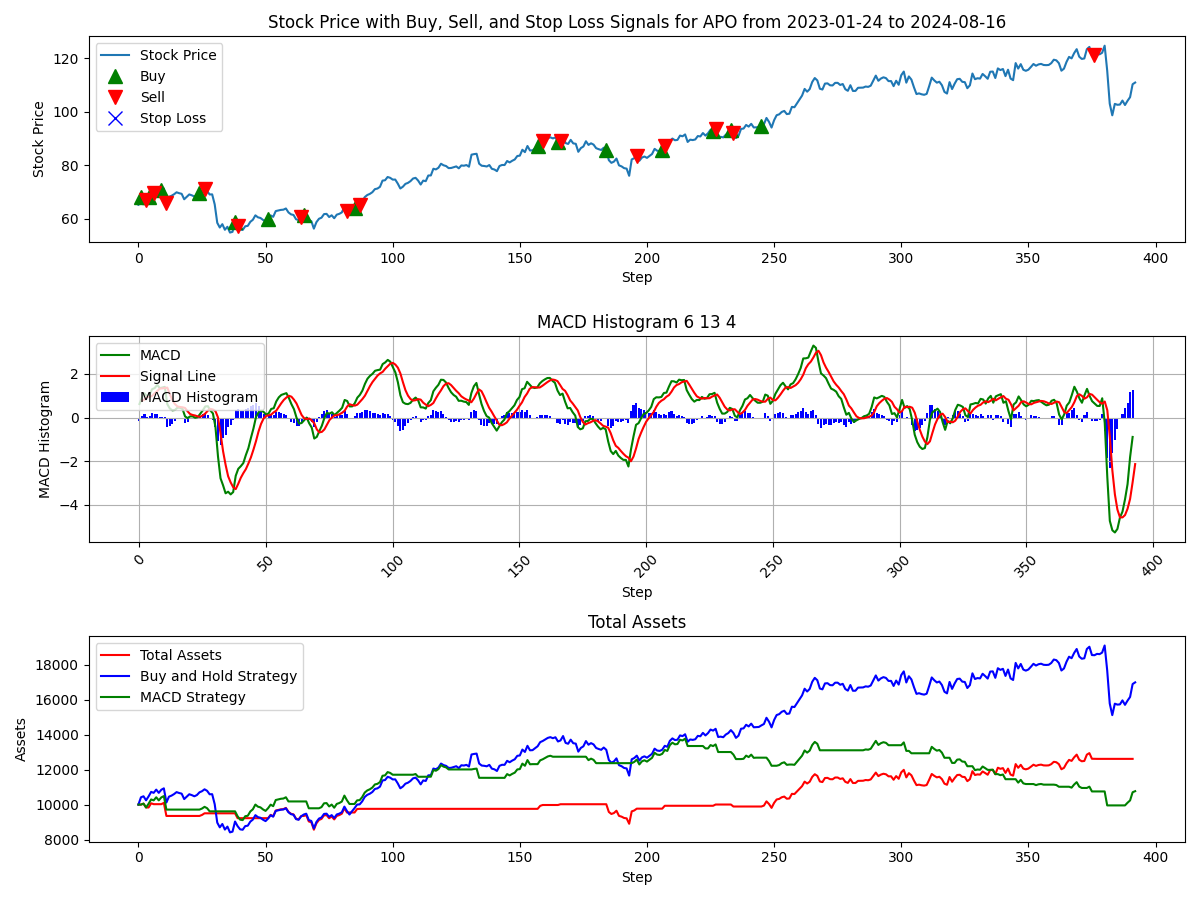 Stock Price with Buy, Sell, and Stop Loss Signals for APO from 2023-01-24 to 2024-08-16
Stock Price
Buy
Sell
Stop Loss
Stock Price
120
100
80
60
0 50 100 150 200 250 300 350 400
Step
MACD Histogram 6 13 4
MACD
Signal Line
MACD Histogram
MACD Histogram
2
0
−2
−4
0 50 100 150 200 250 300 350 400
Step
Total Assets
Total Assets
Buy and Hold Strategy
MACD Strategy
Assets
18000
16000
14000
12000
10000
8000
0 50 100 150 200 250 300 350 400
Step